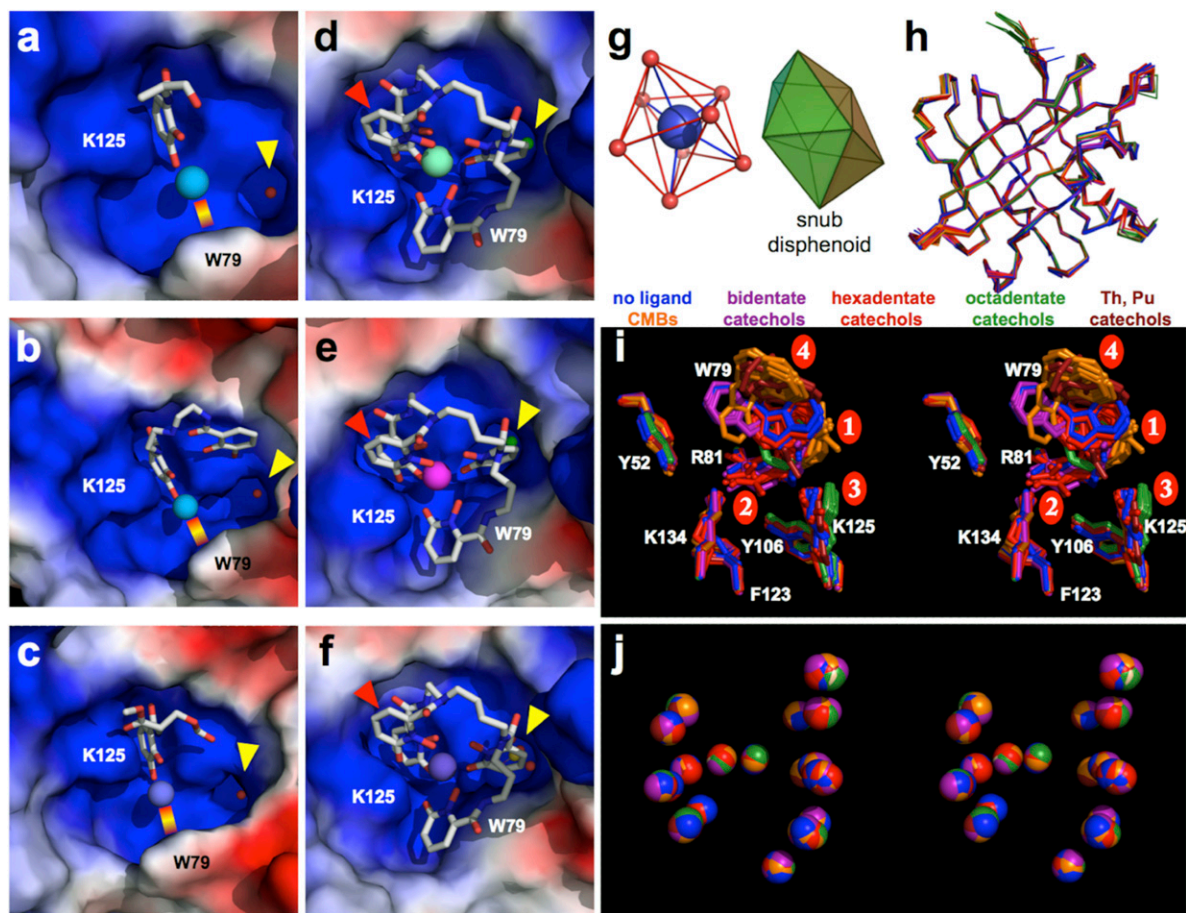 a
K125
W79
b
K125
W79
c
K125
W79
d
K125
W79
e
K125
W79
f
K125
W79
g
snub
disphenoid
h
no ligand bidentate hexadentate octadentate Th, Pu
CMBs catechols catechols catechols catechols
i
W79 4 W79 4
1 1
Y52 R81 Y52 R81
3 3
2 2
K125 K125
K134 Y106 K134 Y106
F123 F123
j